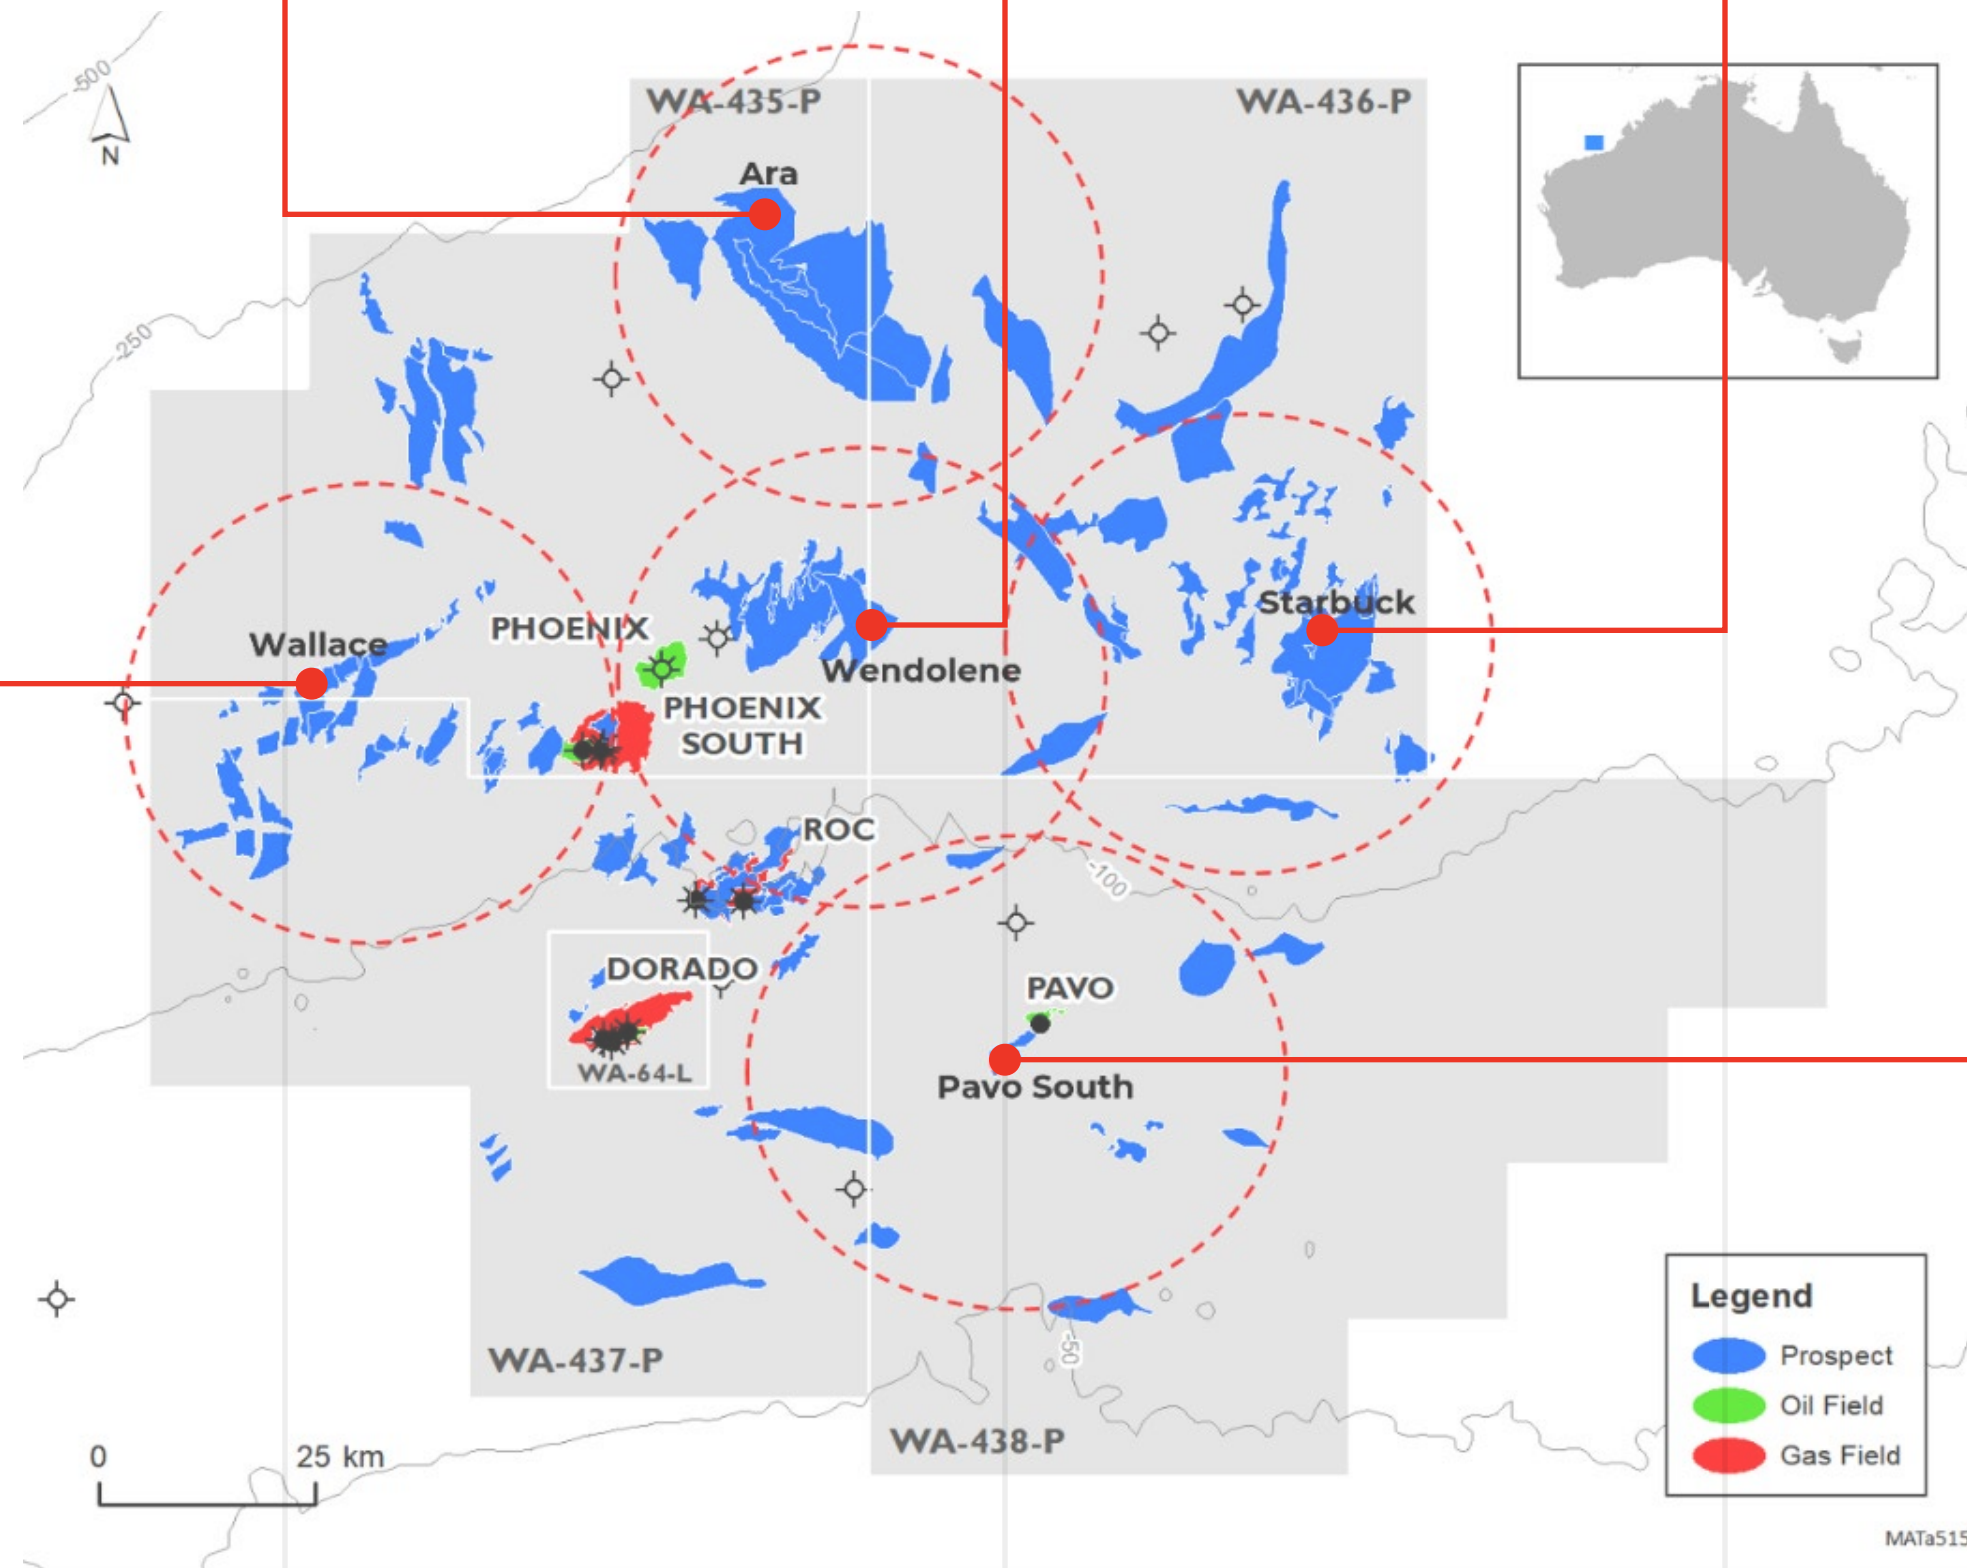 -500
N
WA-435-P
WA-436-P
Ara
-250
PHOENIX
Wallace
Starbuck
Wendolene
PHOENIX
SOUTH
ROC
-100
DORADO
PAVO
WA-64-L
Pavo South
-50
WA-437-P
WA-438-P
0 25 km
Legend
Prospect
Oil Field
Gas Field
MATa515